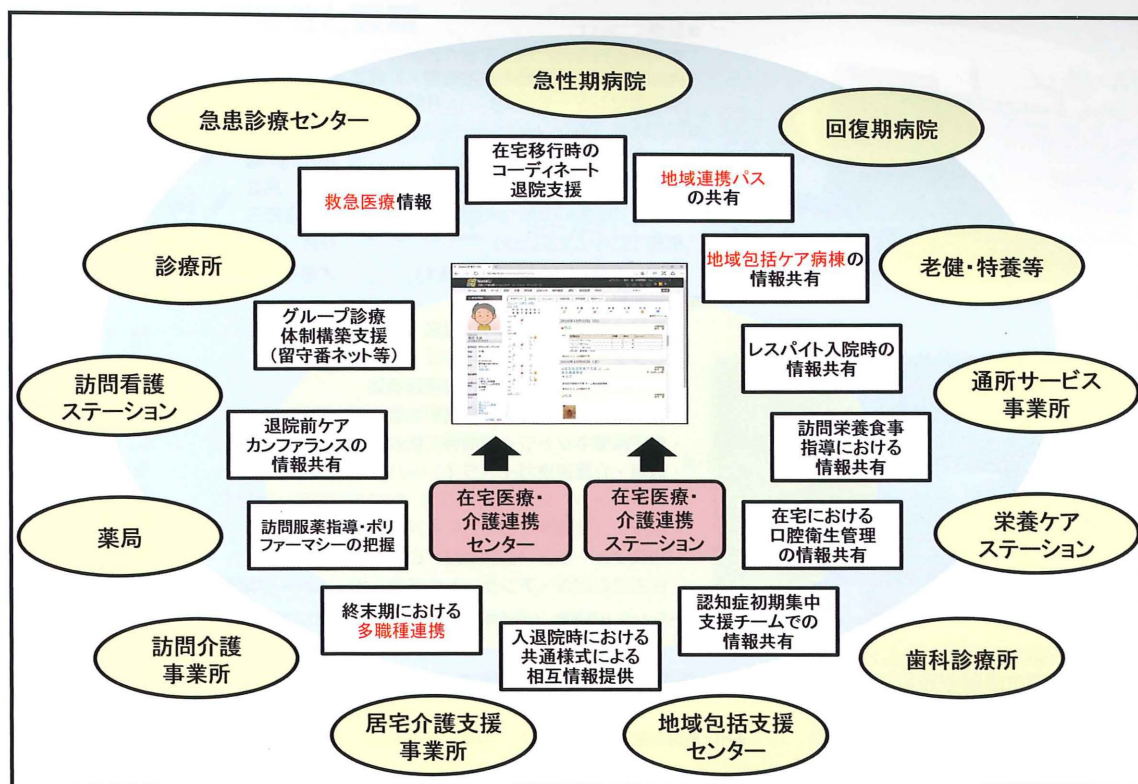 急性期病院
急患診療センター
回復期病院
在宅移行時の
コーディネート
退院支援
地域連携パス
の共有
救急医療情報
診療所
地域包括ケア病棟の
情報共有
老健・特養等
グループ診療
体制構築支援
(留守番ネット等)
レスパイト入院時の
情報共有
訪問看護
ステーション
通所サービス
事業所
退院前ケア
カンファランスの
情報共有
訪問栄養食事
指導における
情報共有
在宅医療・
介護連携
センター
在宅医療・
介護連携
ステーション
薬局
訪問服薬指導・ポリ
ファーマシーの把握
在宅における
口腔衛生管理
の情報共有
栄養ケア
ステーション
終末期における
多職種連携
認知症初期集中
支援チームでの
情報共有
訪問介護
事業所
入退院時における
共通様式による
相互情報提供
歯科診療所
居宅介護支援
事業所
地域包括支援
センター